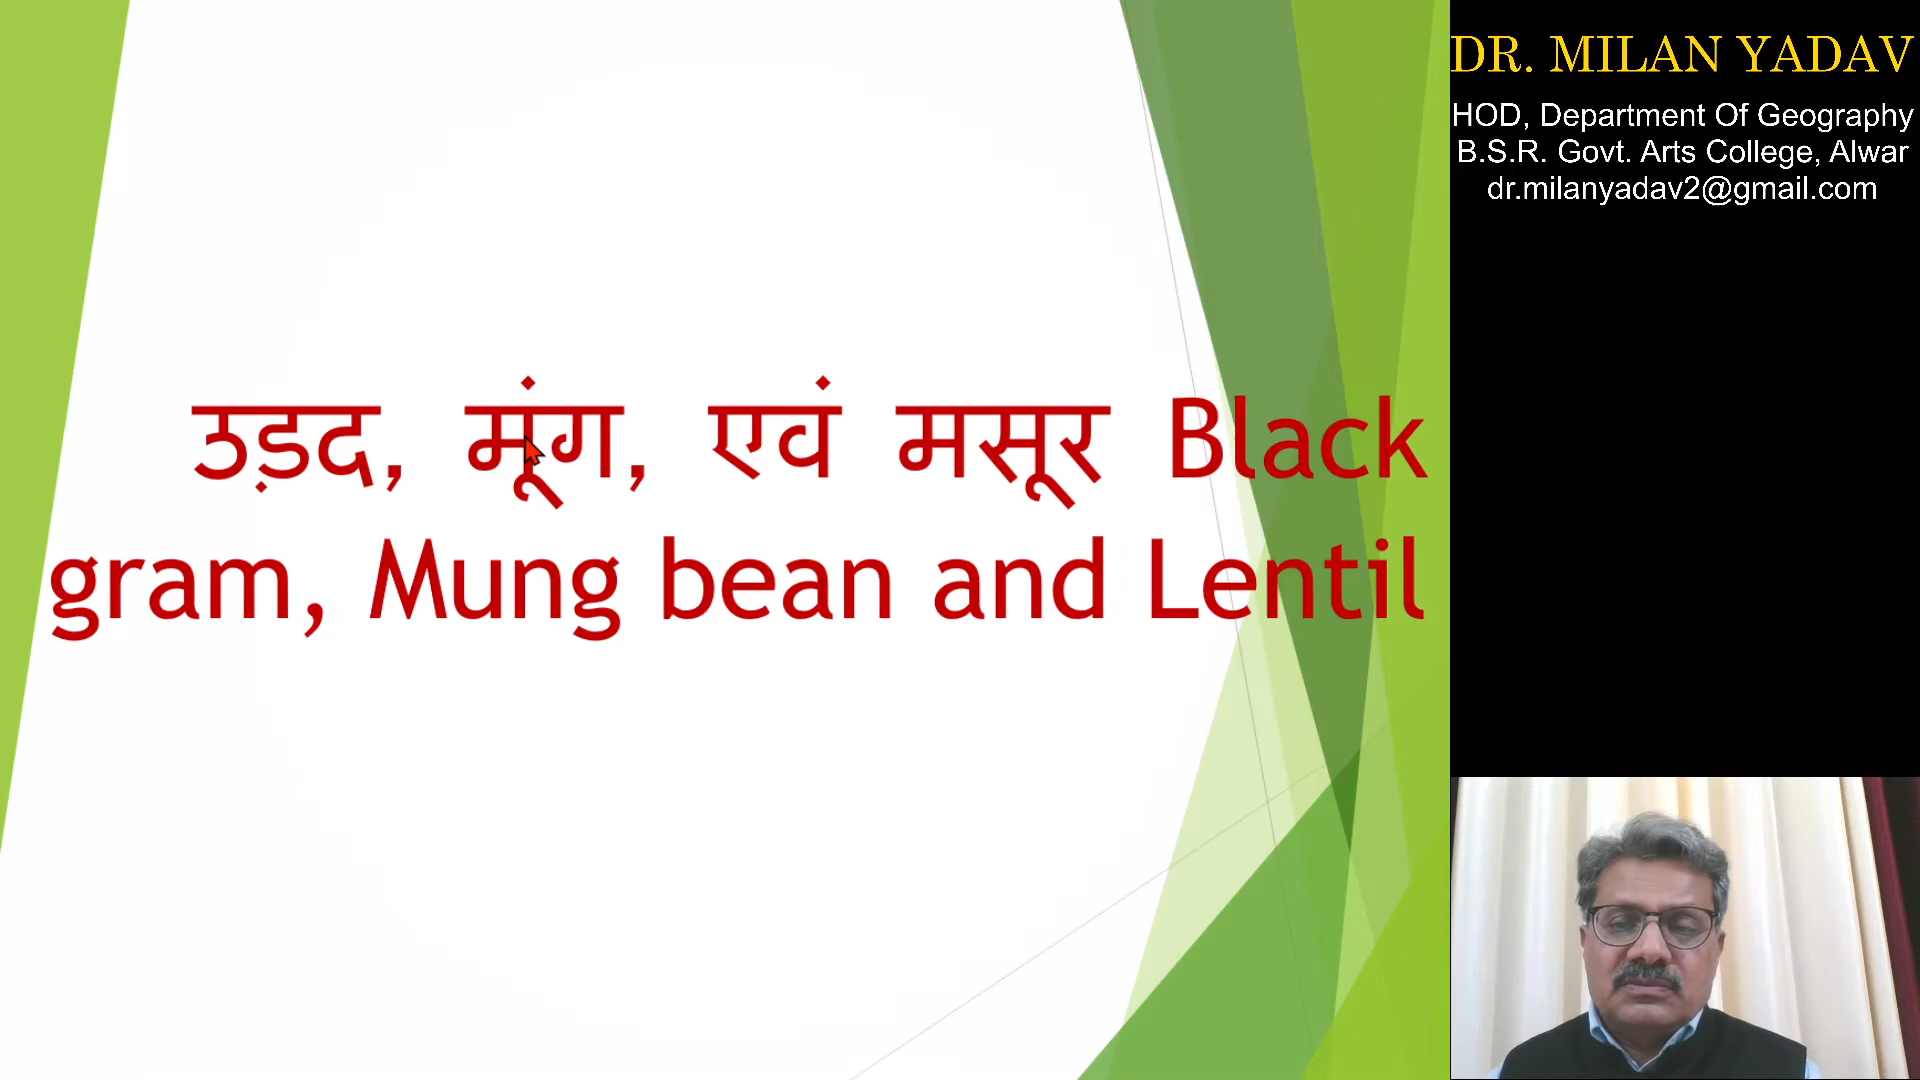 उड़द, मूंग, एवं मसूर Black
gram, Mung bean and Lentil
DR. MILAN YADAV
HOD, Department Of Geography
B.S.R. Govt. Arts College, Alwar
dr.milanyadav2@gmail.com